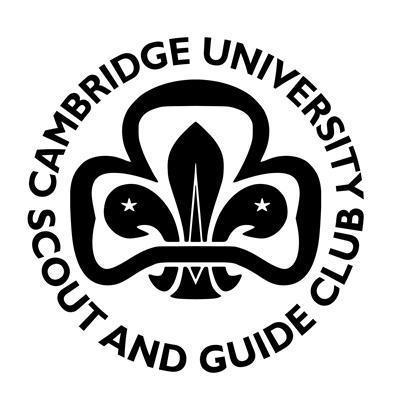 CAMBRIDGE UNIVERSITY
SCOUT AND GUIDE CLUB